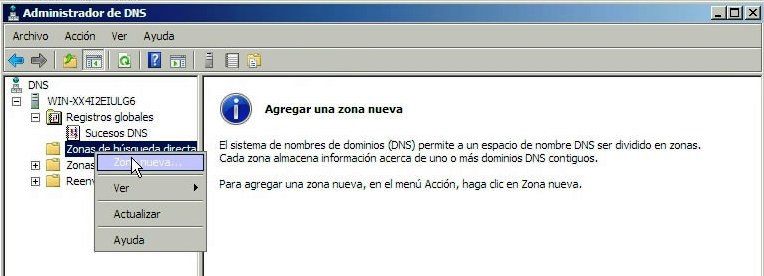 Administrador de DNS
Archivo Acción Ver Ayuda
DNS
WIN-XX4I2EIULG6
Registros globales
Sucesos DNS
Zonas de búsqueda directa
Zonas
Reenv
Zona nueva...
Ver
Actualizar
Ayuda
Agregar una zona nueva
El sistema de nombres de dominios (DNS) permite a un espacio de nombre DNS ser dividido en zonas.
Cada zona almacena información acerca de uno o más dominios DNS contiguos.
Para agregar una zona nueva, en el menú Acción, haga clic en Zona nueva.